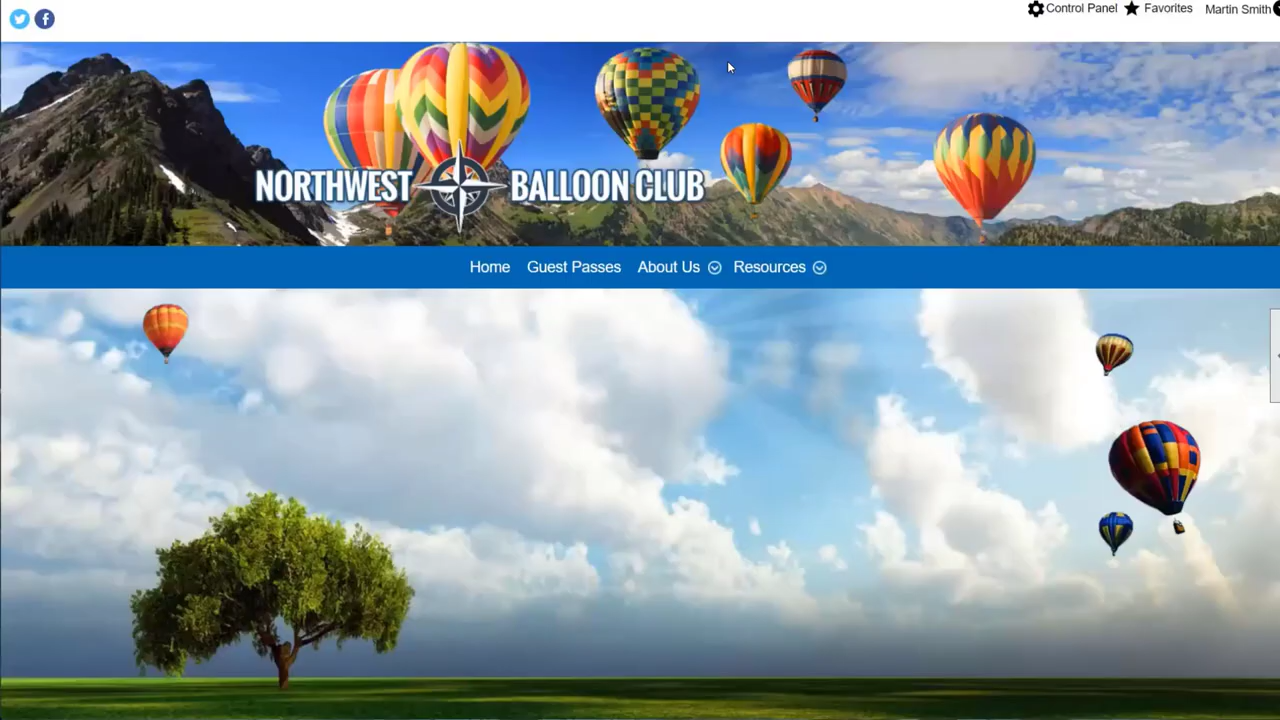 Control Panel Favorites Martin Smith
NORTHWEST BALLOON CLUB
Home Guest Passes About Us Resources